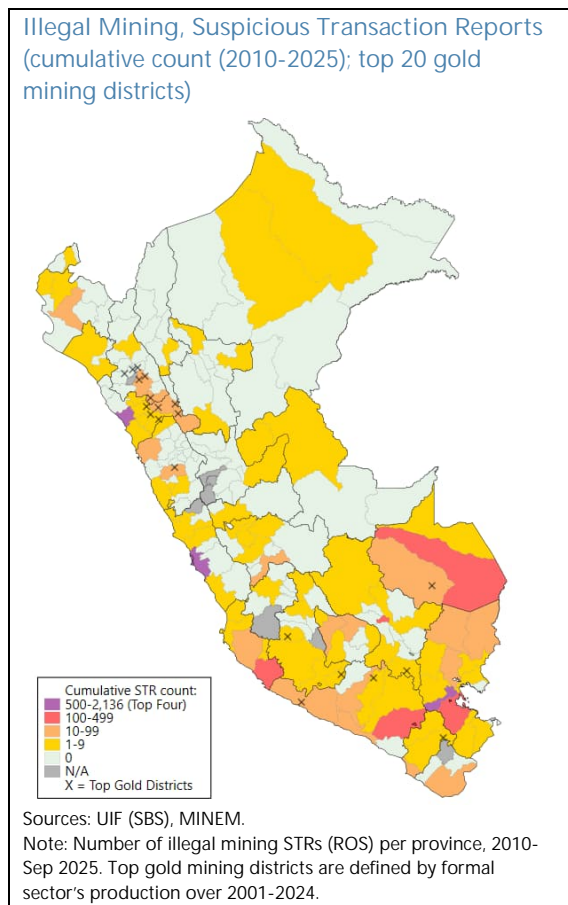 Illegal Mining, Suspicious Transaction Reports
(cumulative count (2010-2025); top 20 gold
mining districts)
Cumulative STR count:
500-2,136 (Top Four)
100-499
10-99
1-9
0
N/A
X = Top Gold Districts
Sources: UIF (SBS), MINEM.
Note: Number of illegal mining STRs (ROS) per province, 2010-
Sep 2025. Top gold mining districts are defined by formal
sector's production over 2001-2024.